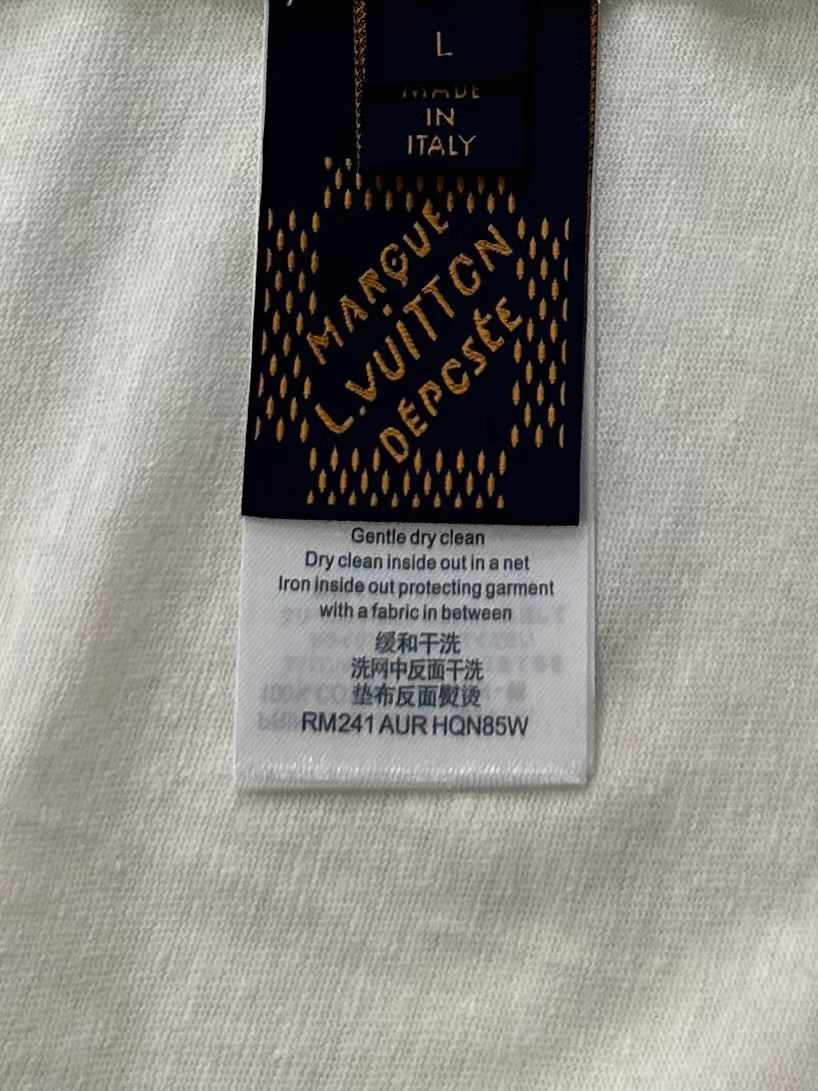 L
MADE
IN
ITALY
MARQUE
L.VUITTON
DÉPOSÉE
Gentle dry clean
Dry clean inside out in a net
Iron inside out protecting garment
with a fabric in between
缓和干洗
洗网中反面干洗
垫布反面熨烫
RM241 AUR HQN85W